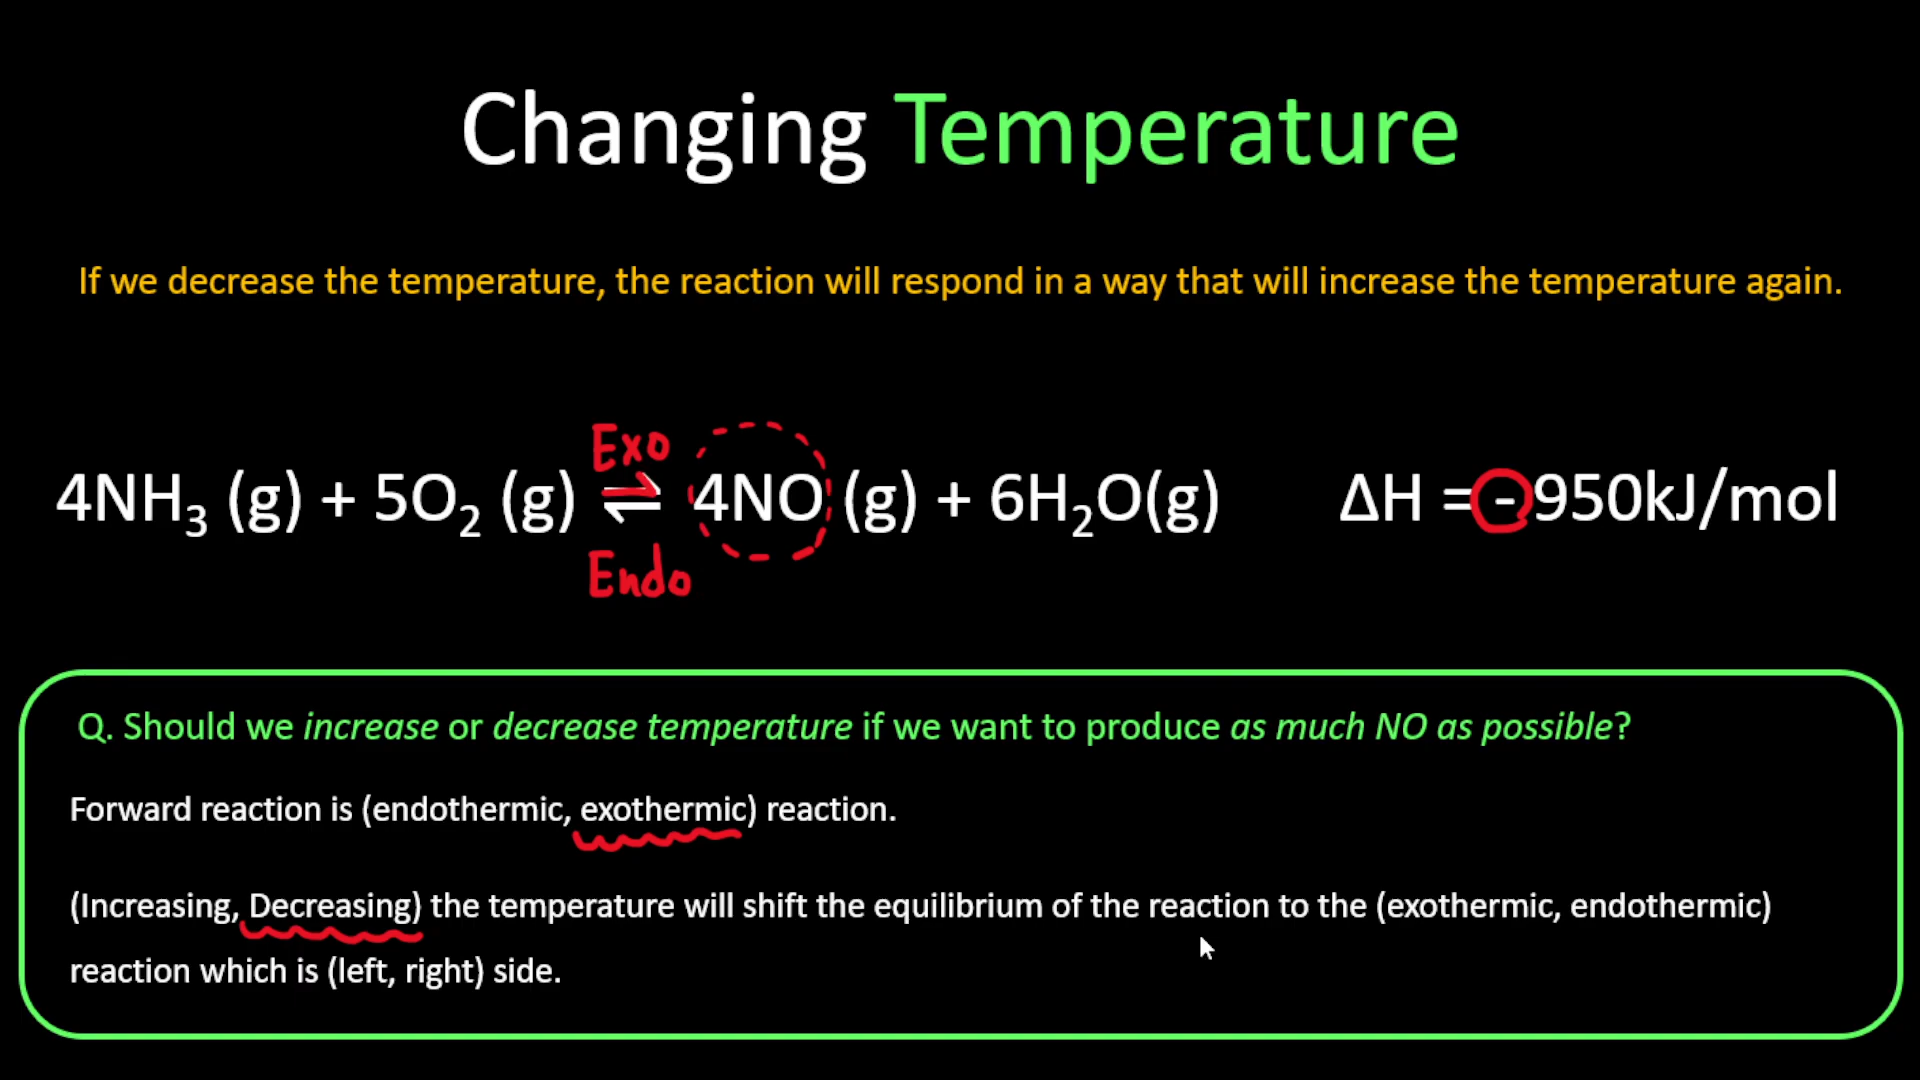 Changing Temperature
If we decrease the temperature, the reaction will respond in a way that will increase the temperature again.
Exo
4NH₃ (g) + 5O₂ (g) ⇌ 4NO (g) + 6H₂O(g) ΔH = -950kJ/mol
Endo
Q. Should we increase or decrease temperature if we want to produce as much NO as possible?
Forward reaction is (endothermic, exothermic) reaction.
(Increasing, Decreasing) the temperature will shift the equilibrium of the reaction to the (exothermic, endothermic)
reaction which is (left, right) side.